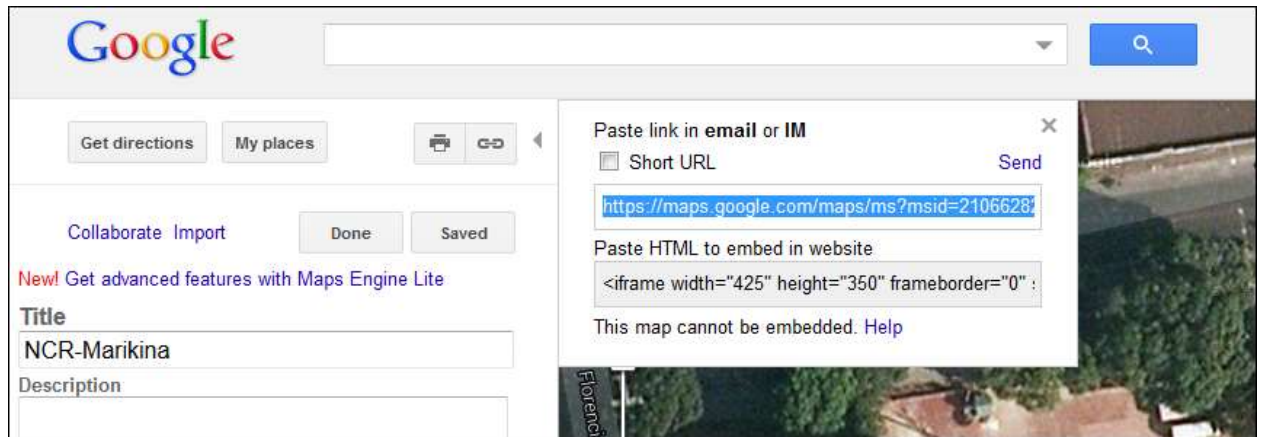 Google
Get directions
My places
Collaborate Import
Done
Saved
New! Get advanced features with Maps Engine Lite
Title
NCR-Marikina
Description
Paste link in email or IM
Short URL
Send
https://maps.google.com/maps/ms?msid=21066282
Paste HTML to embed in website
<iframe width="425" height="350" frameborder="0" s
This map cannot be embedded. Help
Florenci